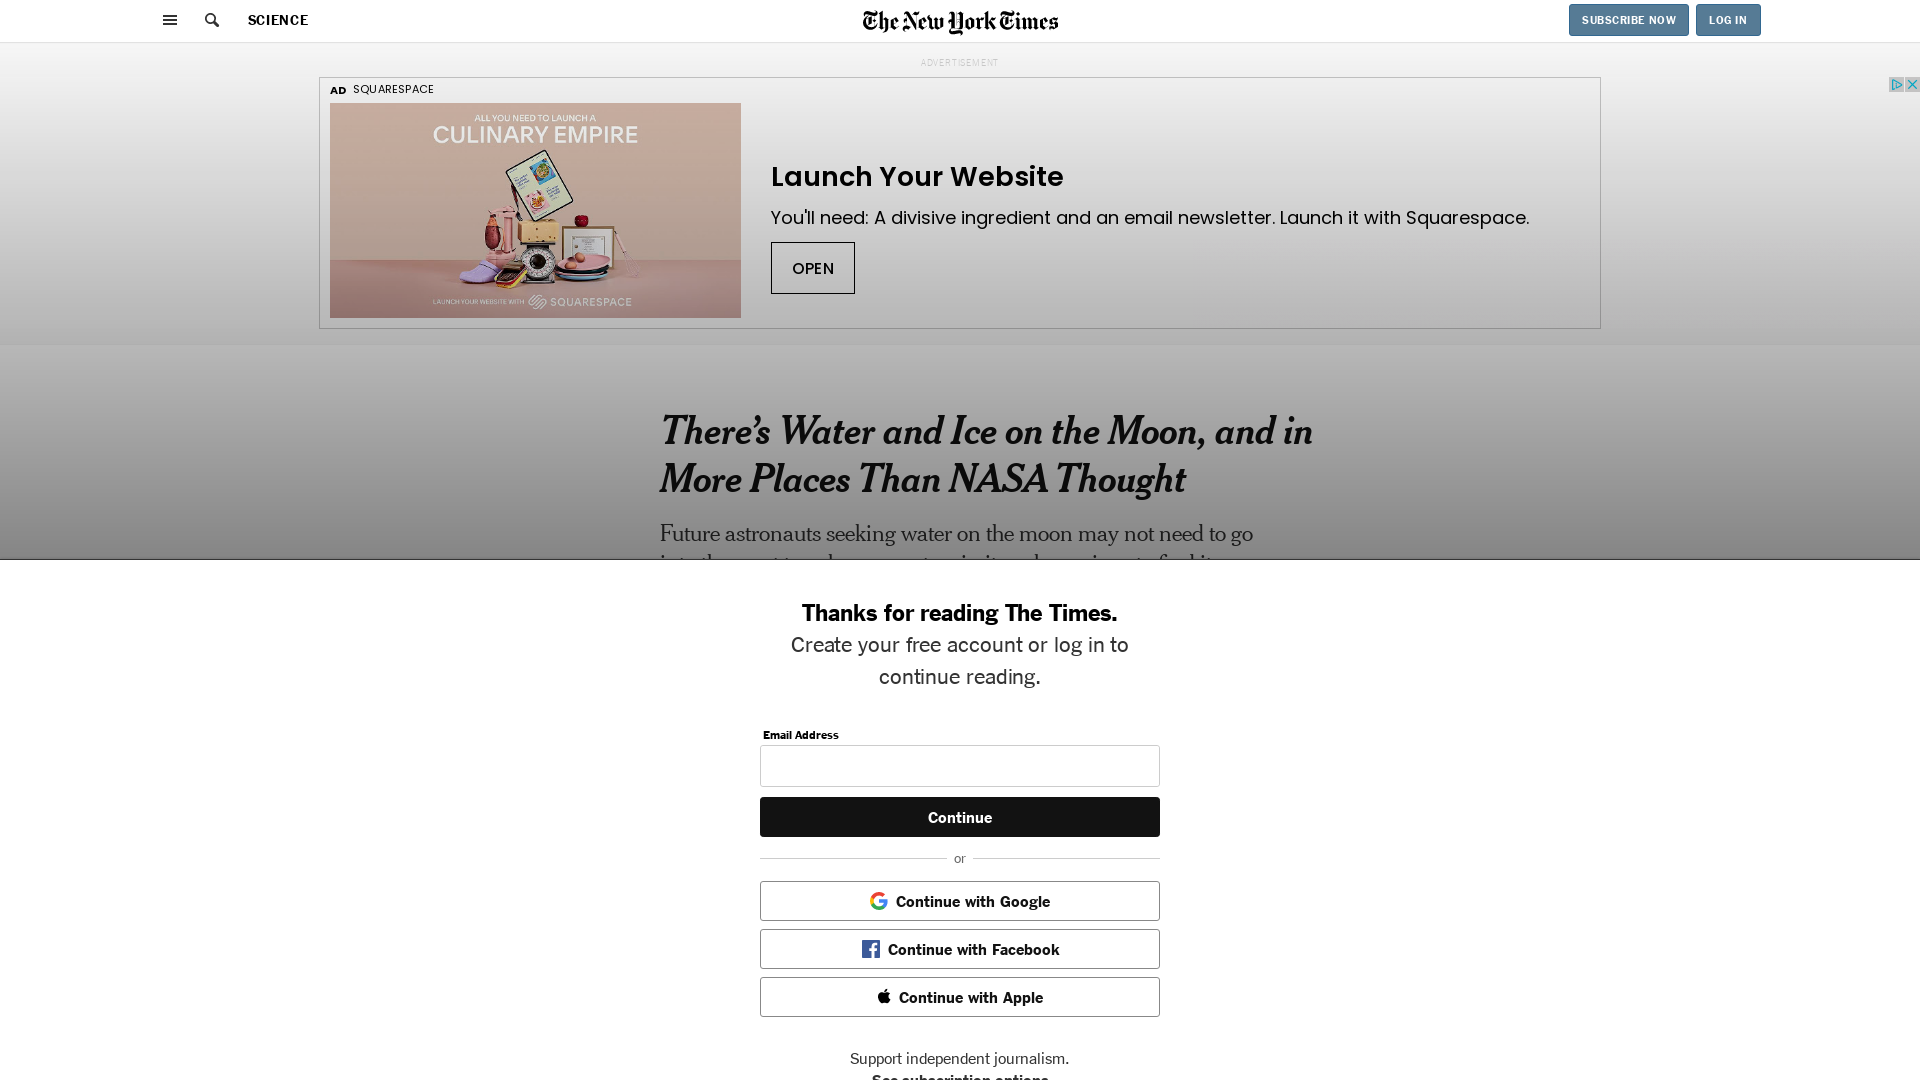 SCIENCE
The New York Times
SUBSCRIBE NOW
LOG IN
ADVERTISEMENT
AD SQUARESPACE
ALL YOU NEED TO LAUNCH A
CULINARY EMPIRE
LAUNCH YOUR WEBSITE WITH SQUARESPACE
Launch Your Website
You'll need: A divisive ingredient and an email newsletter. Launch it with Squarespace.
OPEN
There’s Water and Ice on the Moon, and in
More Places Than NASA Thought
Future astronauts seeking water on the moon may not need to go
Thanks for reading The Times.
Create your free account or log in to
continue reading.
Email Address
Continue
or
Continue with Google
Continue with Facebook
Continue with Apple
Support independent journalism.
See subscription options